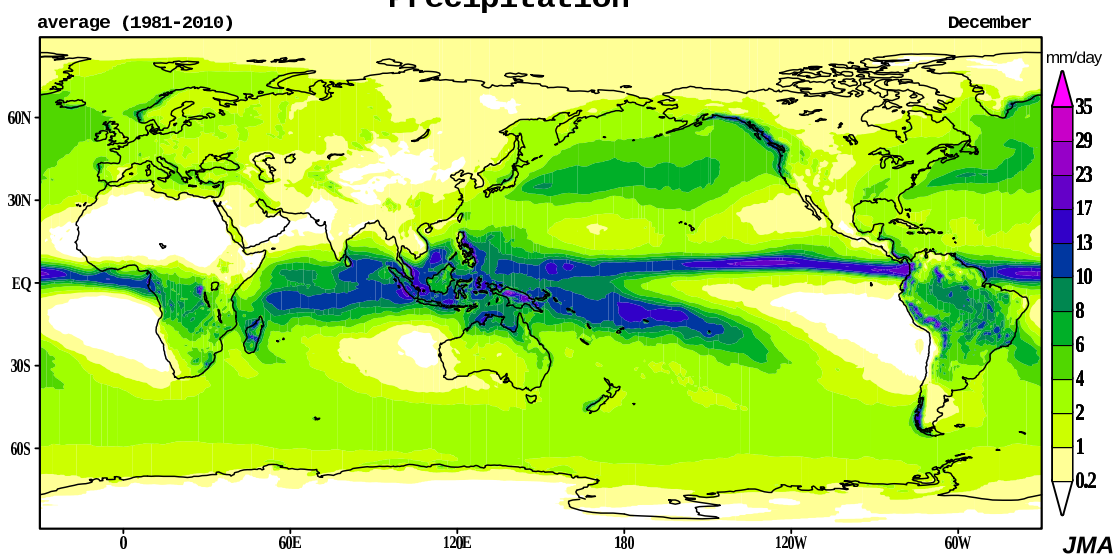 Precipitation
average (1981-2010) December
mm/day
35
29
60N 23
17
30N 13
10
EQ 8
6
30S 4
2
60S 1
0.2
0 60E 120E 180 120W 60W
JMA